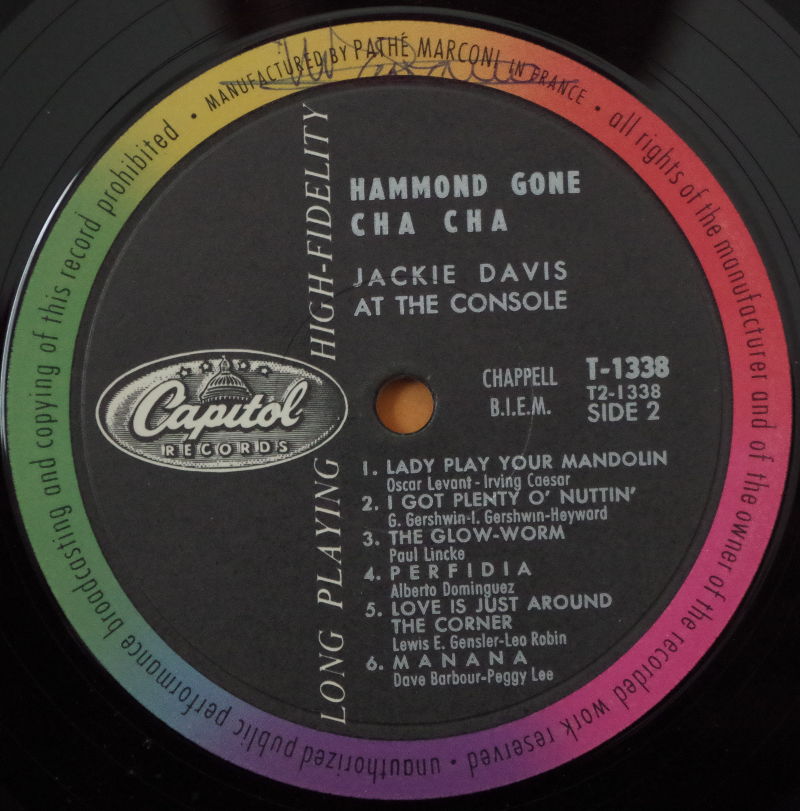 MANUFACTURED BY PATHÉ MARCONI IN FRANCE • all rights of the manufacturer and of the owner of the recorded work reserved • unauthorized public performance broadcasting and copying of this record prohibited •
LONG PLAYING HIGH-FIDELITY
Capitol
RECORDS
HAMMOND GONE
CHA CHA
JACKIE DAVIS
AT THE CONSOLE
CHAPPELL
B.I.E.M.
T-1338
T2-1338
SIDE 2
1. LADY PLAY YOUR MANDOLIN
Oscar Levant - Irving Caesar
2. I GOT PLENTY O' NUTTIN'
G. Gershwin-I. Gershwin-Heyward
3. THE GLOW-WORM
Paul Lincke
4. PERFIDIA
Alberto Dominguez
5. LOVE IS JUST AROUND
THE CORNER
Lewis E. Gensler-Leo Robin
6. MANANA
Dave Barbour-Peggy Lee